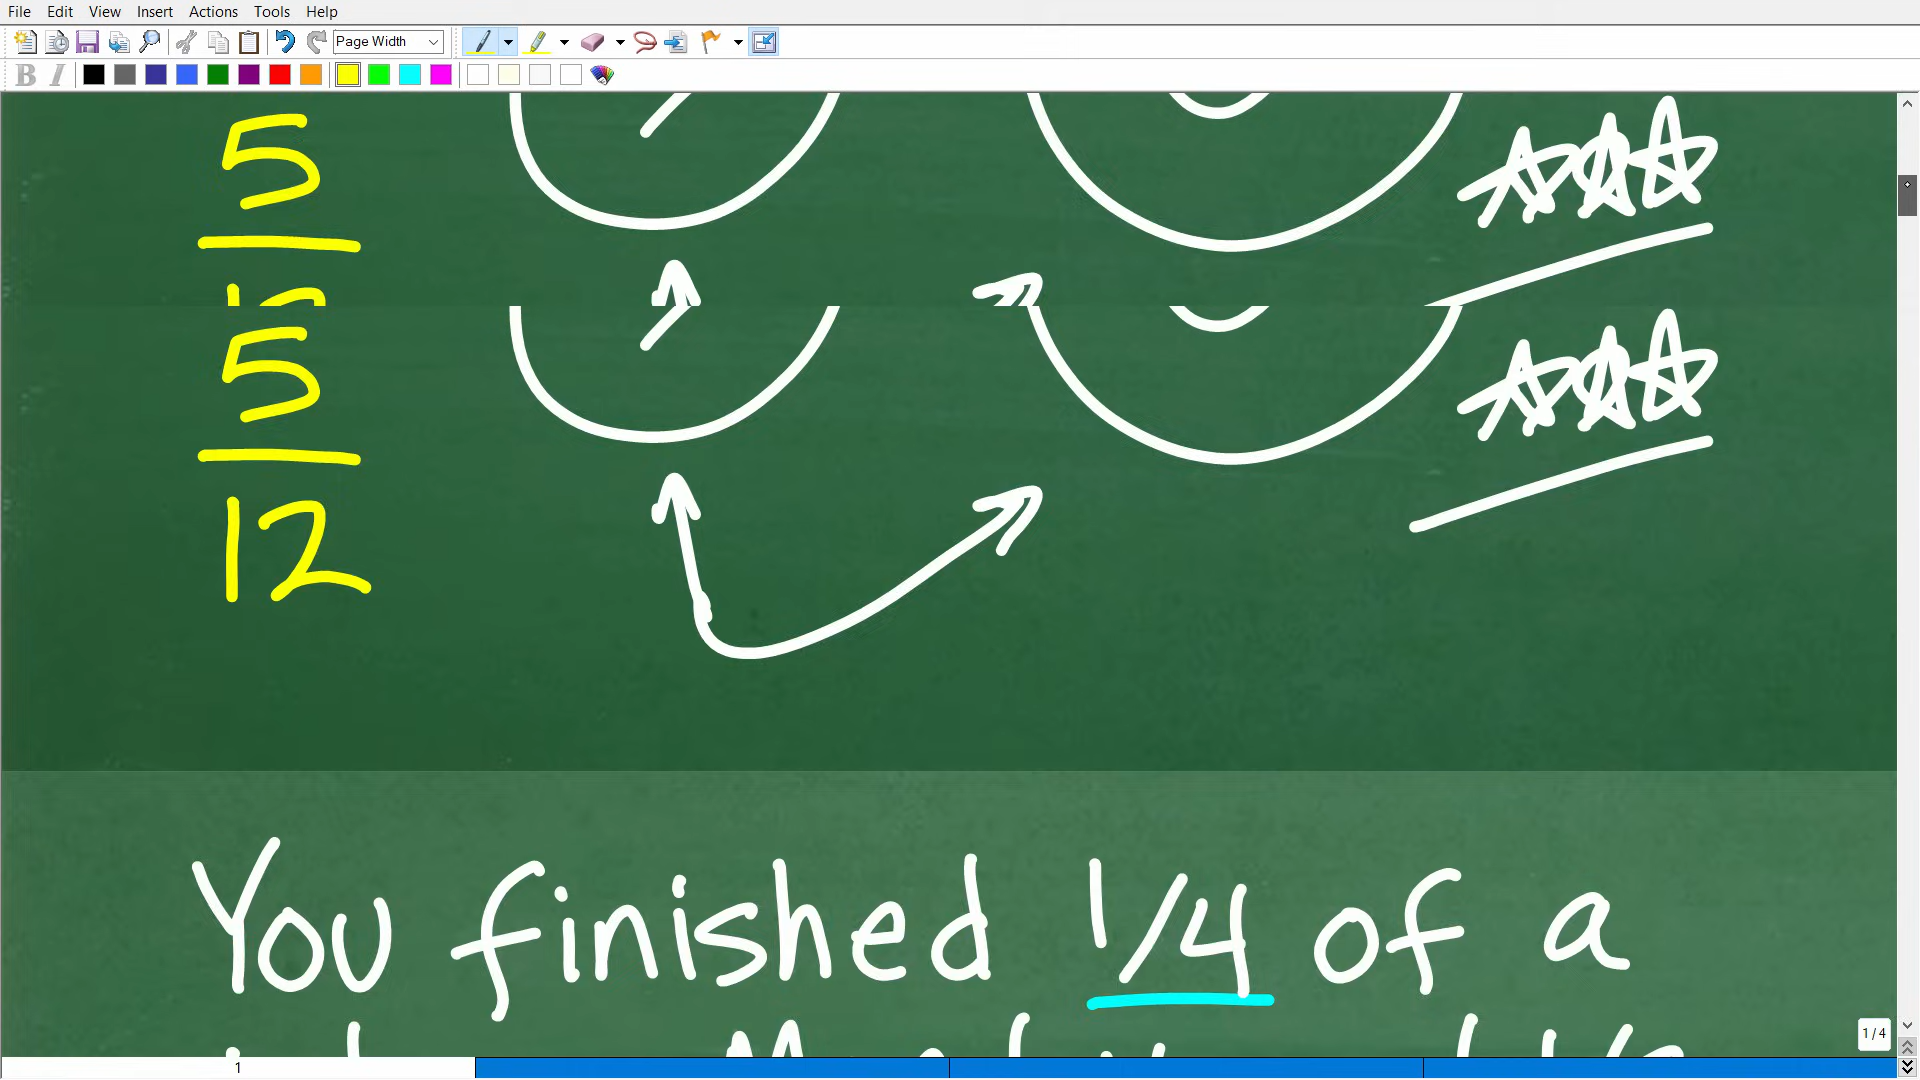 File Edit View Insert Actions Tools Help
Page Width
B I
5
5
12
You finished 1/4 of a
1 / 4
1